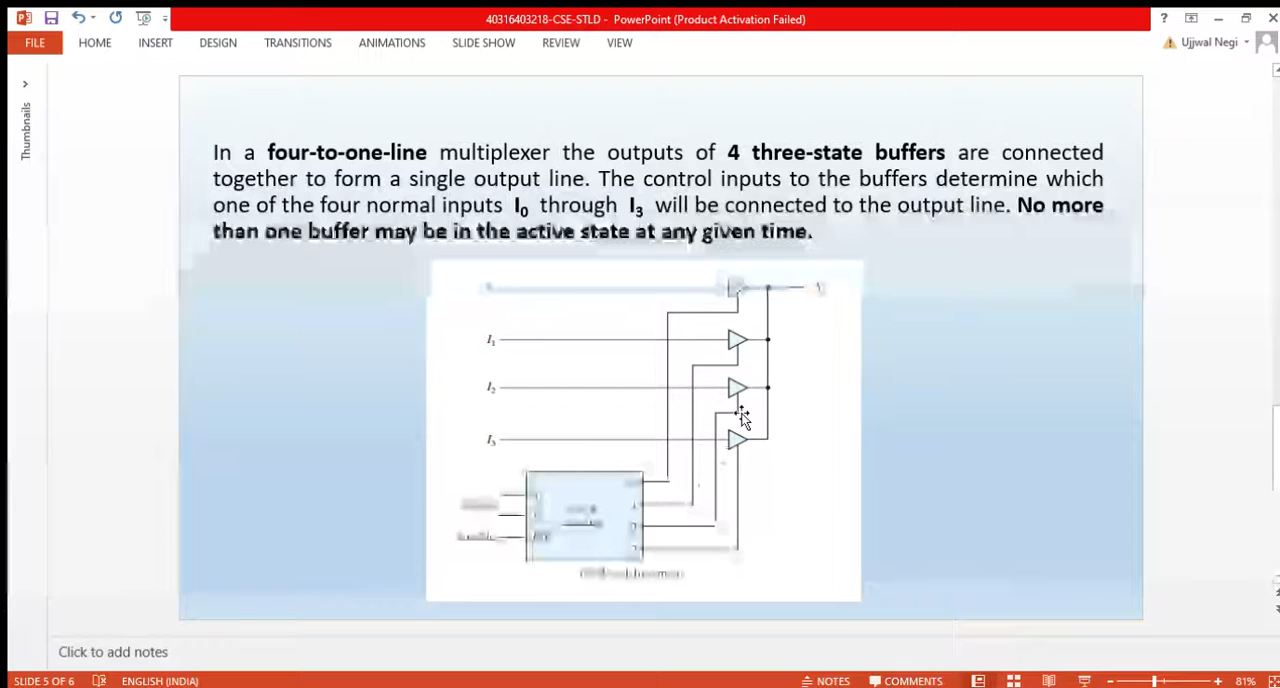 40316403218-CSE-STLD - PowerPoint (Product Activation Failed)
FILE HOME INSERT DESIGN TRANSITIONS ANIMATIONS SLIDE SHOW REVIEW VIEW
Ujjwal Negi
Thumbnails
In a four-to-one-line multiplexer the outputs of 4 three-state buffers are connected
together to form a single output line. The control inputs to the buffers determine which
one of the four normal inputs I₀ through I₃ will be connected to the output line. No more
than one buffer may be in the active state at any given time.
I₁
I₂
I₃
Click to add notes
SLIDE 5 OF 6 ENGLISH (INDIA) NOTES COMMENTS 81%